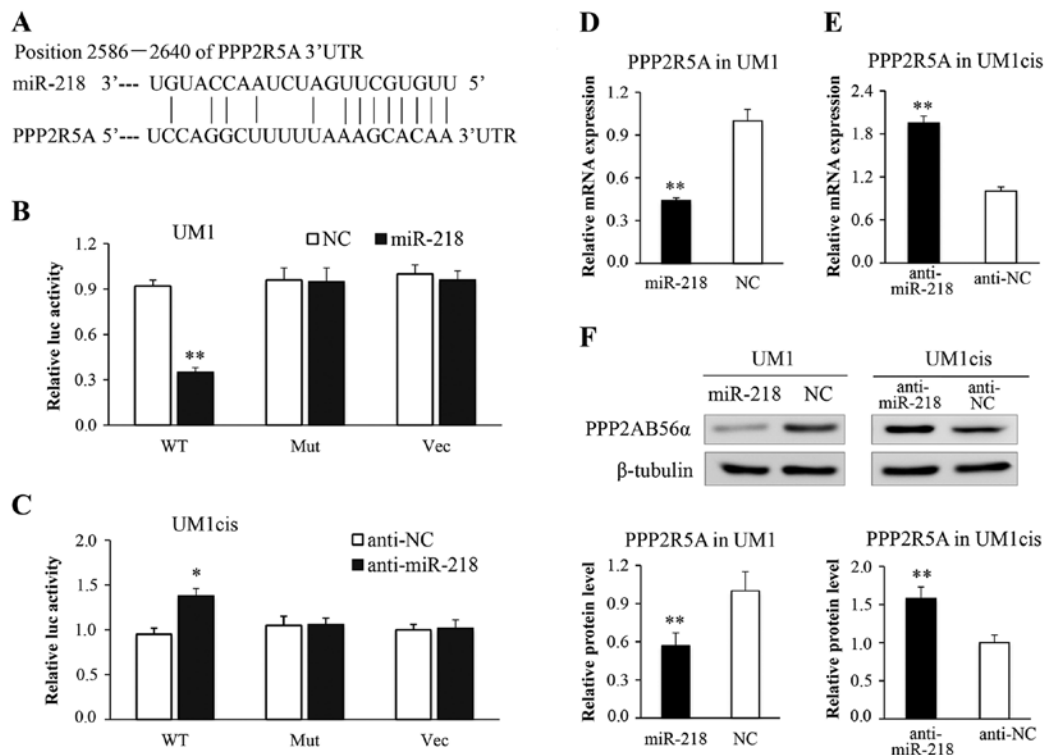 A
Position 2586—2640 of PPP2R5A 3’UTR
miR-218 3’--- UGUACCAAUCUAGUUCGUGUU 5’
PPP2R5A 5’--- UCCAGGCUUUUUAAAGCACAA 3’UTR
B
UM1
NC
miR-218
Relative luc activity
1.2
0.9
0.6
0.3
0.0
**
WT
Mut
Vec
C
UM1cis
anti-NC
anti-miR-218
Relative luc activity
2.0
1.5
1.0
0.5
0.0
*
WT
Mut
Vec
D
PPP2R5A in UM1
Relative mRNA expression
1.2
0.9
0.6
0.3
0.0
**
miR-218
NC
E
PPP2R5A in UM1cis
Relative mRNA expression
2.4
1.8
1.2
0.6
0.0
**
anti-
miR-218
anti-NC
F
UM1
UM1cis
miR-218 NC
anti-
miR-218
anti-
NC
PPP2AB56α
β-tubulin
PPP2R5A in UM1
Relative protein level
1.2
0.9
0.6
0.3
0.0
**
miR-218
NC
PPP2R5A in UM1cis
Relative protein level
2.0
1.5
1.0
0.5
0.0
**
anti-
miR-218
anti-NC